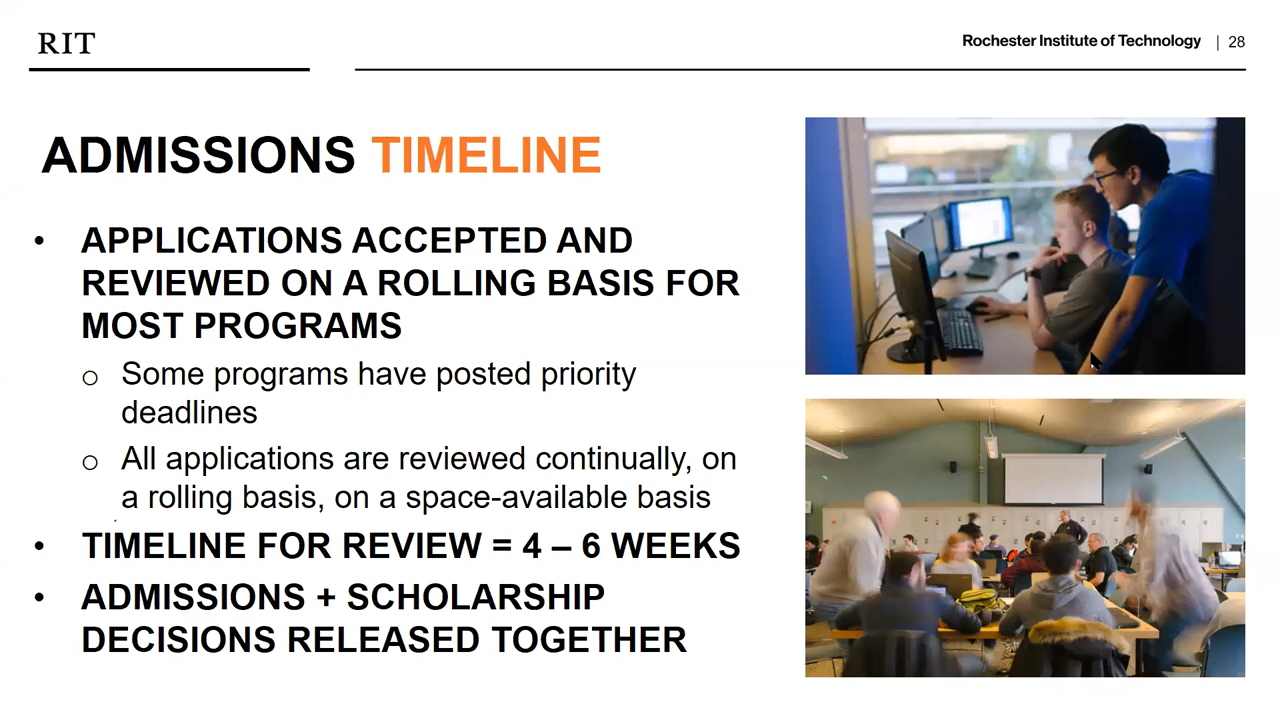 RIT
Rochester Institute of Technology | 28
ADMISSIONS TIMELINE
• APPLICATIONS ACCEPTED AND
REVIEWED ON A ROLLING BASIS FOR
MOST PROGRAMS
o Some programs have posted priority
deadlines
o All applications are reviewed continually, on
a rolling basis, on a space-available basis
• TIMELINE FOR REVIEW = 4 – 6 WEEKS
• ADMISSIONS + SCHOLARSHIP
DECISIONS RELEASED TOGETHER